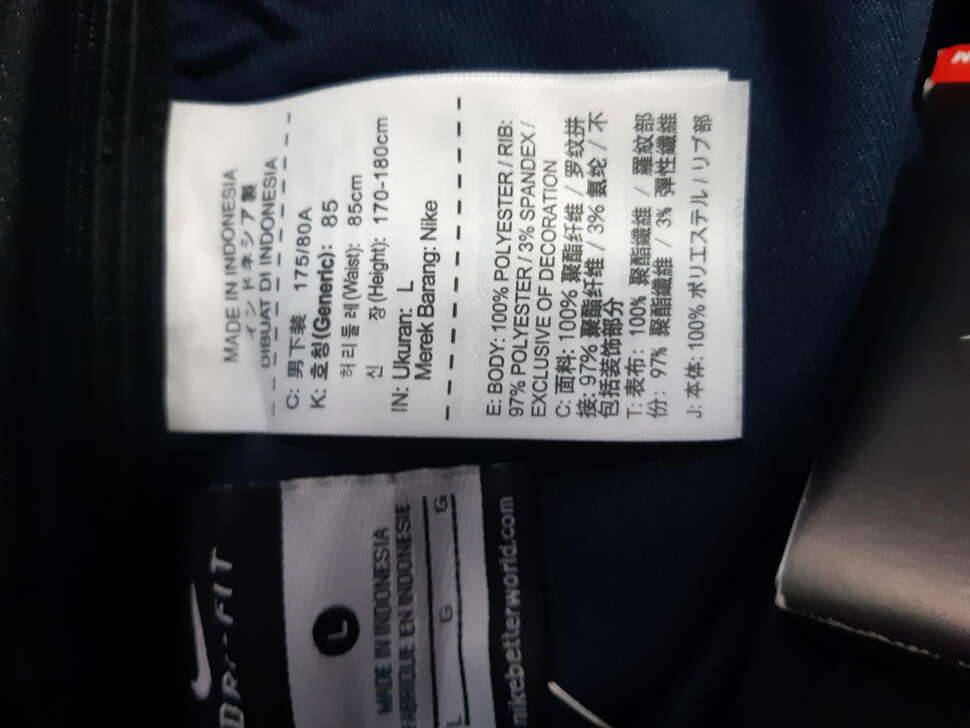 MADE IN INDONESIA
インドネシア製
DIBUAT DI INDONESIA
C: 男下装 175/80A
K: 호칭(Generic): 85
허리둘레(Waist): 85cm
신 장(Height): 170-180cm
IN: Ukuran: L
Merek Barang: Nike
E: BODY: 100% POLYESTER / RIB:
97% POLYESTER / 3% SPANDEX /
EXCLUSIVE OF DECORATION
C: 面料: 100% 聚酯纤维 / 罗纹拼
接: 97% 聚酯纤维 / 3% 氨纶 / 不
包括装饰部分
T: 表布: 100% 聚酯纖維 / 羅紋部
份: 97% 聚酯纖維 / 3% 彈性纖維
J: 本体: 100% ポリエステル / リブ部
DRI-FIT
L
MADE IN INDONESIA
FABRIQUE EN INDONESIE
G G
L
nikebetterworld.com